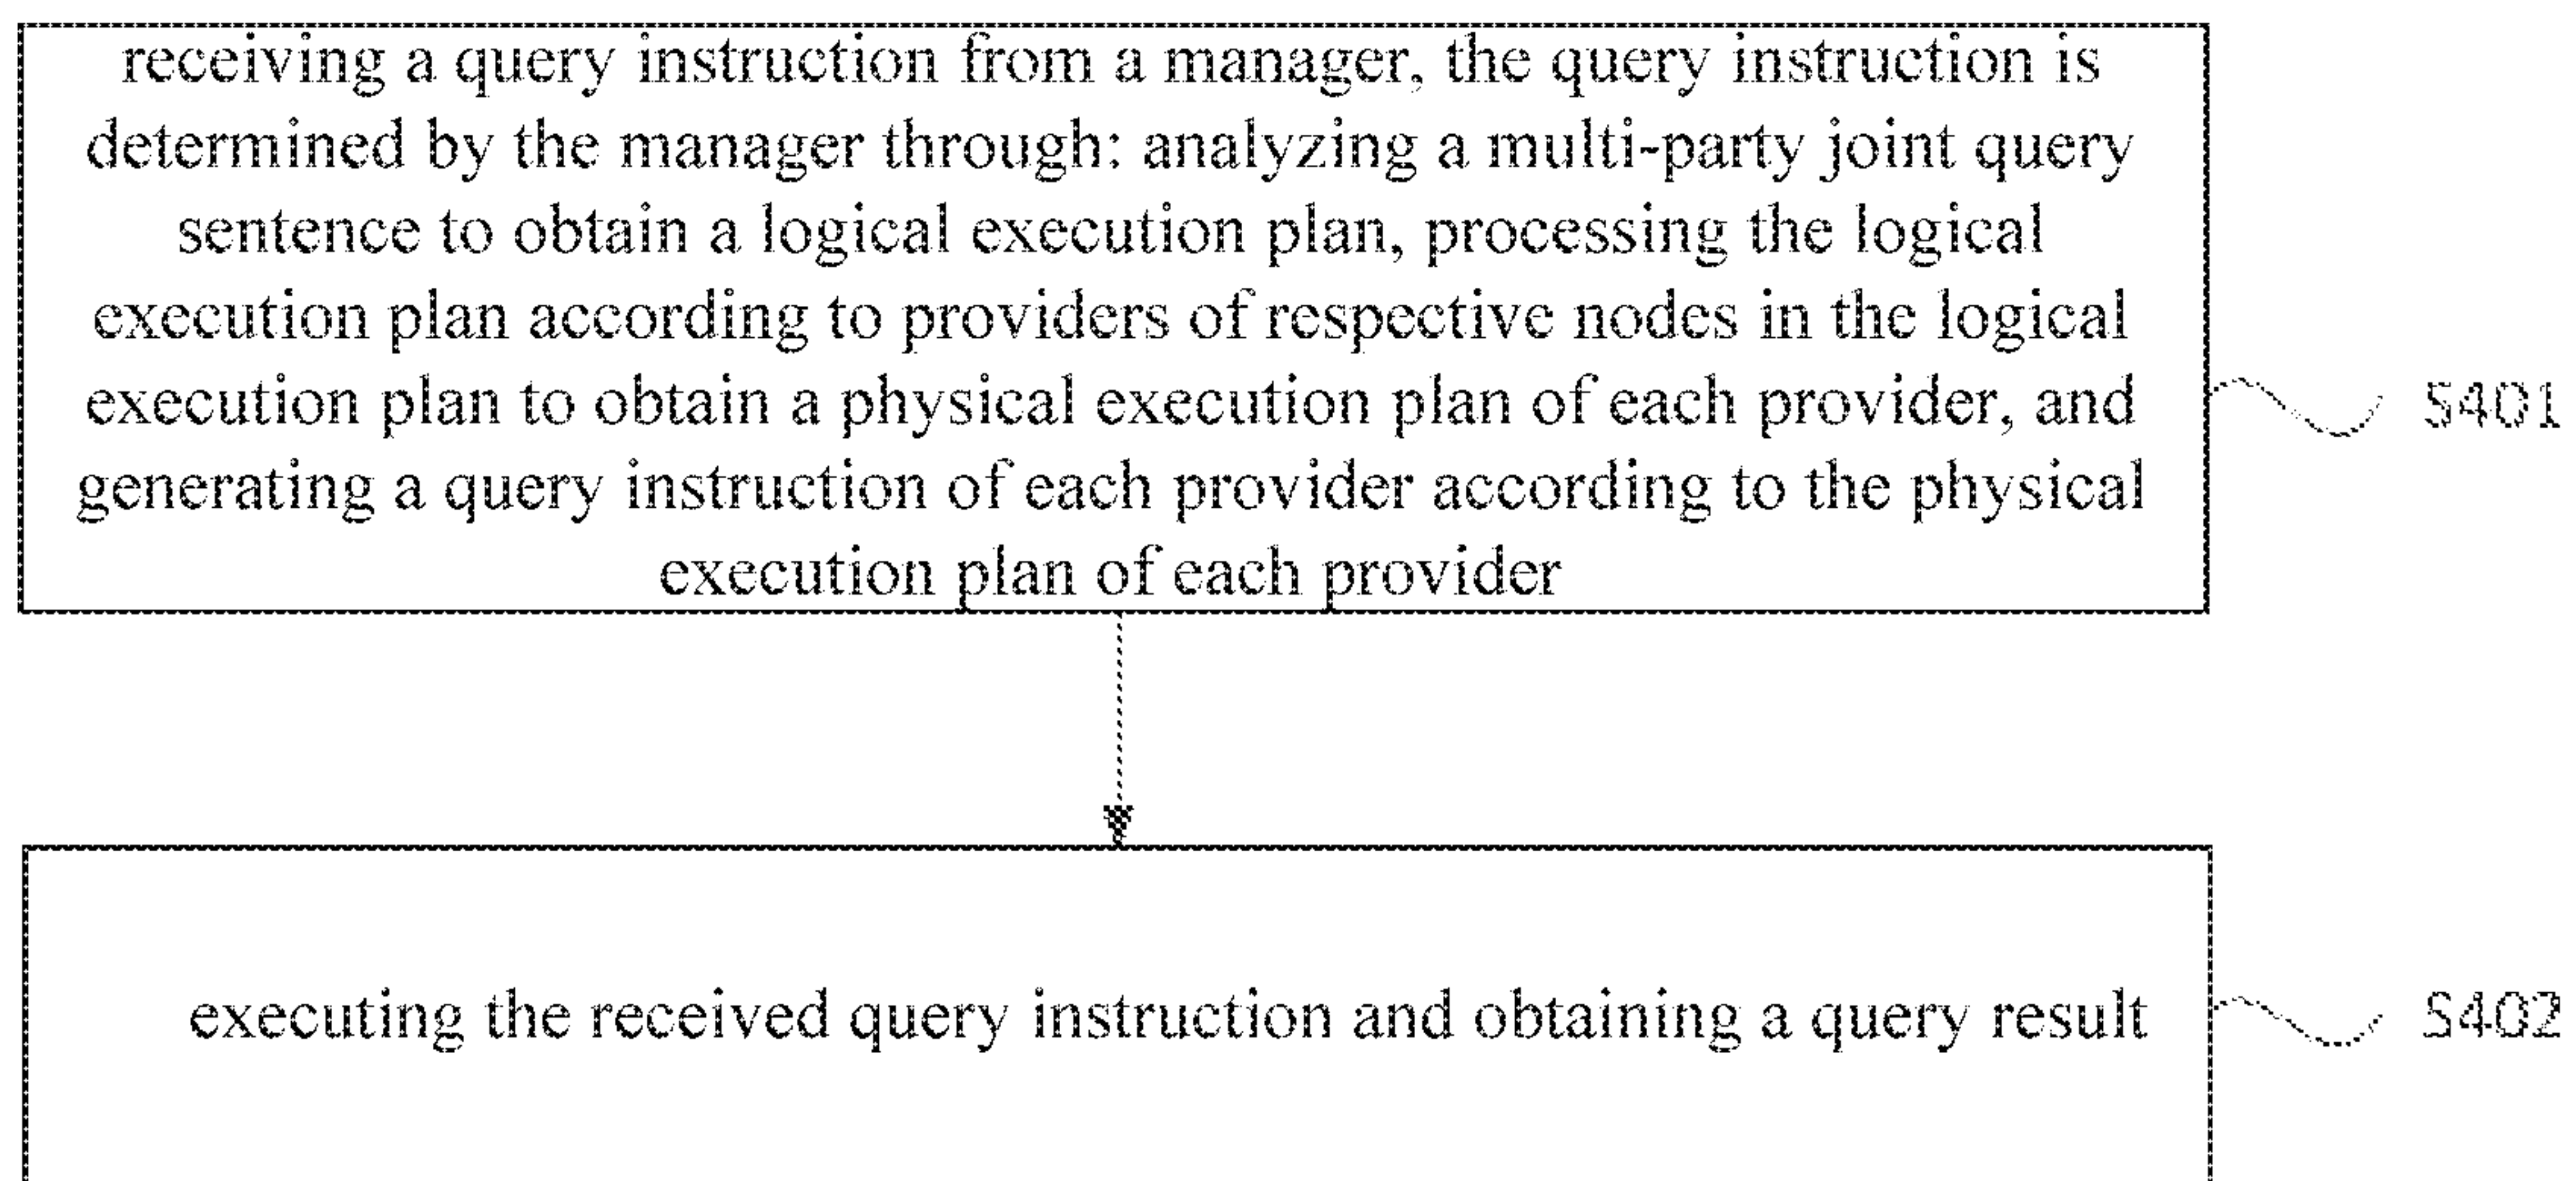 receiving a query instruction from a manager, the query instruction is
determined by the manager through: analyzing a multi-party joint query
sentence to obtain a logical execution plan, processing the logical
execution plan according to providers of respective nodes in the logical
execution plan to obtain a physical execution plan of each provider, and
generating a query instruction of each provider according to the physical
execution plan of each provider
S401
executing the received query instruction and obtaining a query result
S402